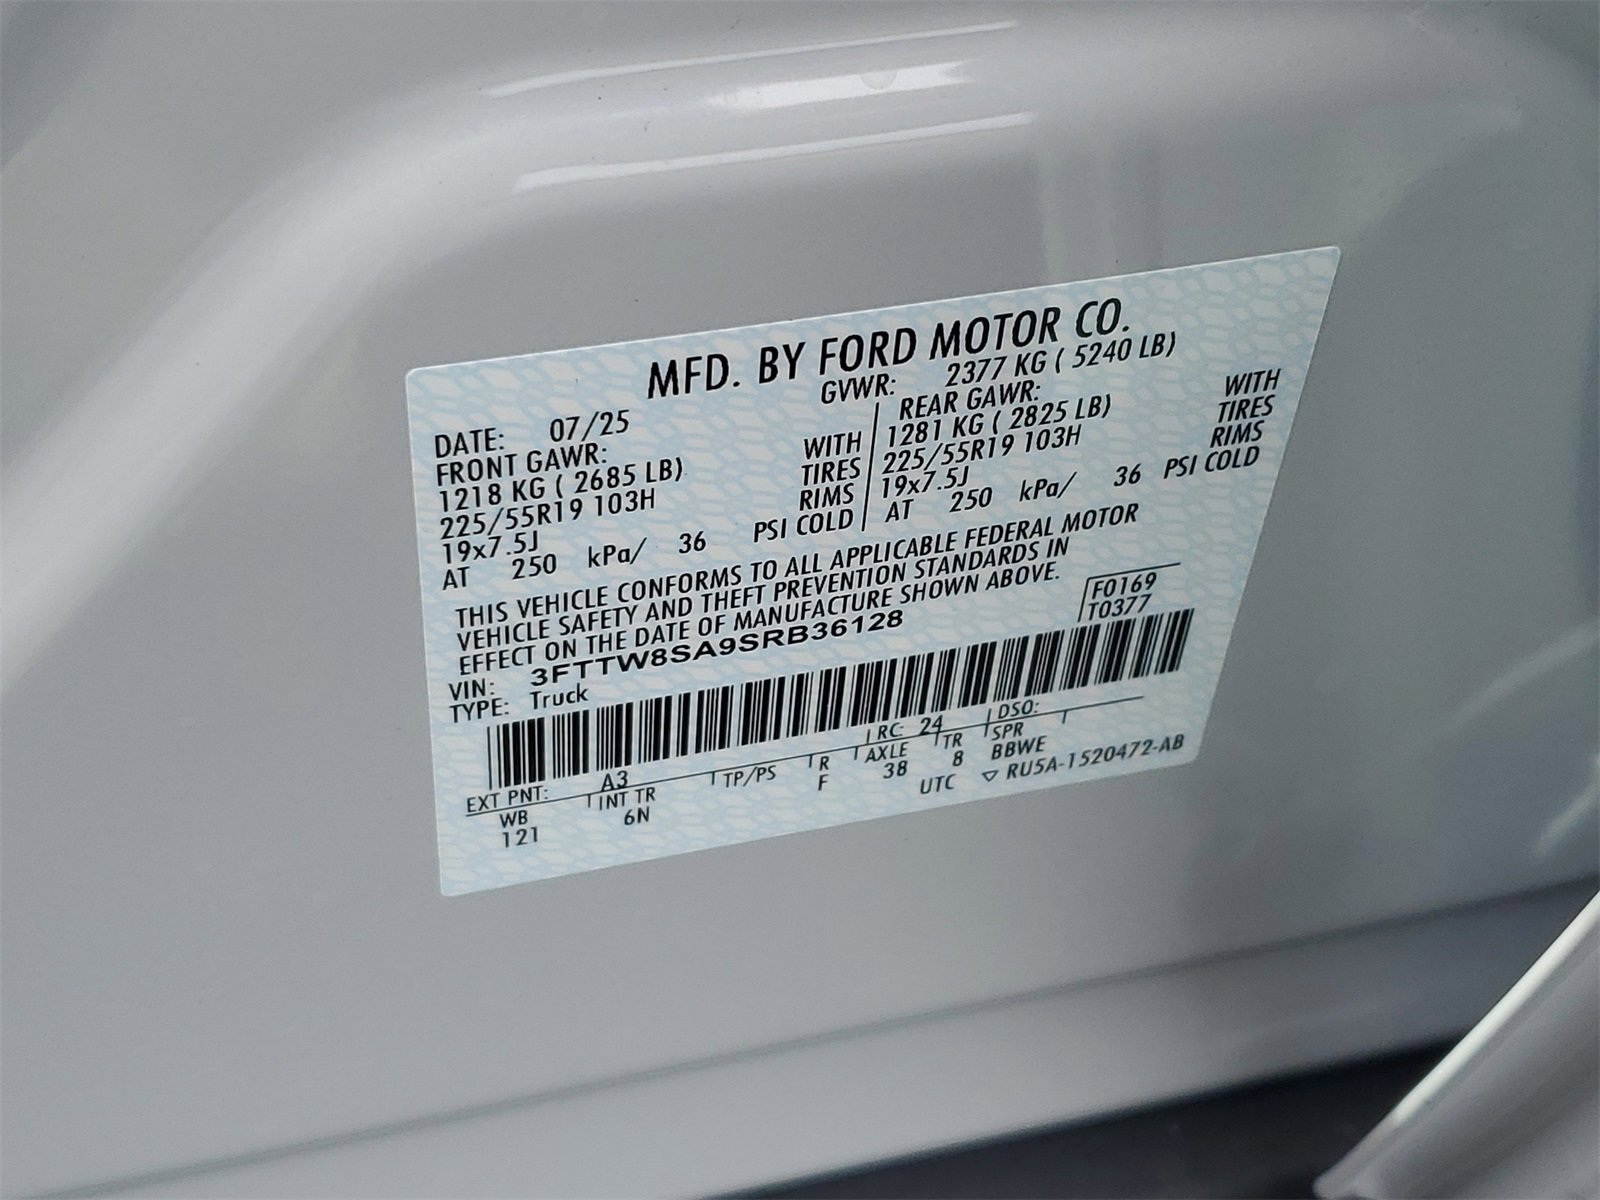 MFD. BY FORD MOTOR CO.
DATE: 07/25 GVWR: 2377 KG ( 5240 LB)
FRONT GAWR: REAR GAWR:
1218 KG ( 2685 LB) WITH 1281 KG ( 2825 LB) WITH
225/55R19 103H TIRES 225/55R19 103H TIRES
19x7.5J RIMS 19x7.5J RIMS
AT 250 kPa/ 36 PSI COLD AT 250 kPa/ 36 PSI COLD
THIS VEHICLE CONFORMS TO ALL APPLICABLE FEDERAL MOTOR
VEHICLE SAFETY AND THEFT PREVENTION STANDARDS IN
EFFECT ON THE DATE OF MANUFACTURE SHOWN ABOVE.
F0169
T0377
VIN: 3FTTW8SA9SRB36128
TYPE: Truck
EXT PNT: A3 RC: 24 DSO:
WB INT TR TP/PS R AXLE TR SPR
121 6N F 38 8 BBWE
UTC ▽ RU5A-1520472-AB